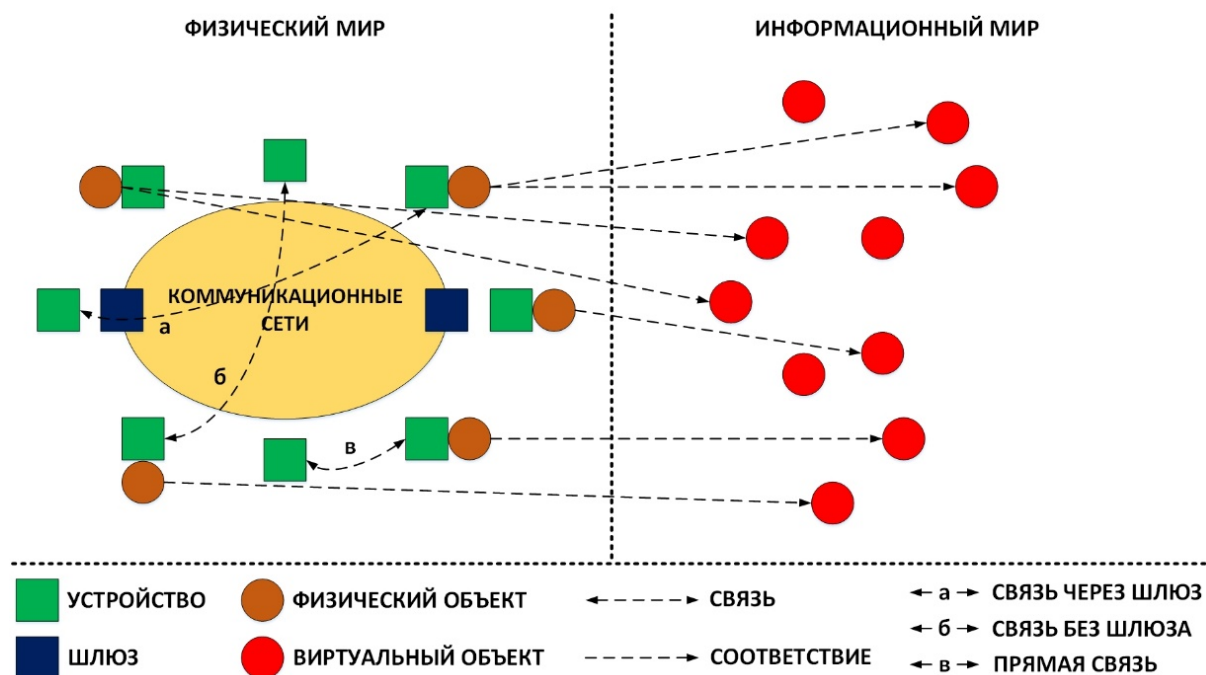 ФИЗИЧЕСКИЙ МИР
ИНФОРМАЦИОННЫЙ МИР
КОММУНИКАЦИОННЫЕ
СЕТИ
а
б
в
УСТРОЙСТВО
ФИЗИЧЕСКИЙ ОБЪЕКТ
СВЯЗЬ
а СВЯЗЬ ЧЕРЕЗ ШЛЮЗ
б СВЯЗЬ БЕЗ ШЛЮЗА
ШЛЮЗ
ВИРТУАЛЬНЫЙ ОБЪЕКТ
СООТВЕТСТВИЕ
в ПРЯМАЯ СВЯЗЬ